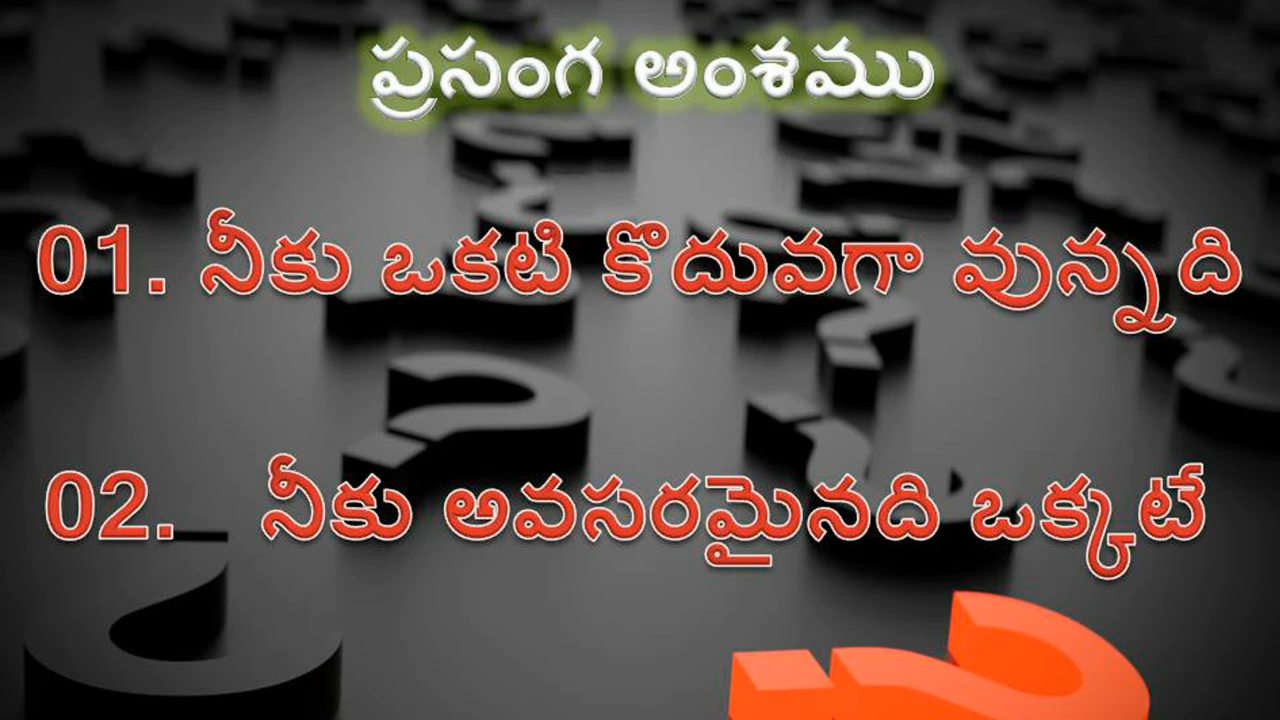 ప్రసంగ అంశము
01. నీకు ఒకటి కొదువగా వున్నది
02. నీకు అవసరమైనది ఒక్కటే